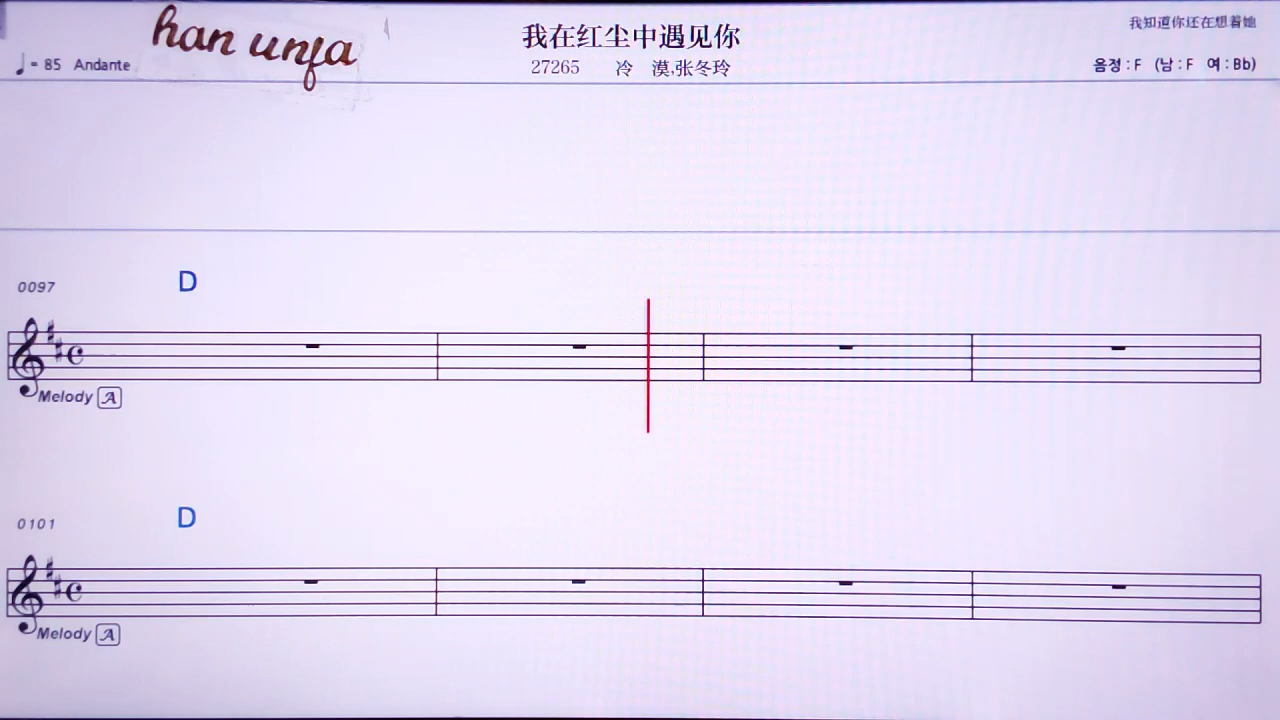 han unfa
我在红尘中遇见你
我知道你还在想着她
♩= 85 Andante
27265 冷 漠,张冬玲
음정 : F (남 : F 여 : Bb)
0097 D
Melody A
0101 D
Melody A